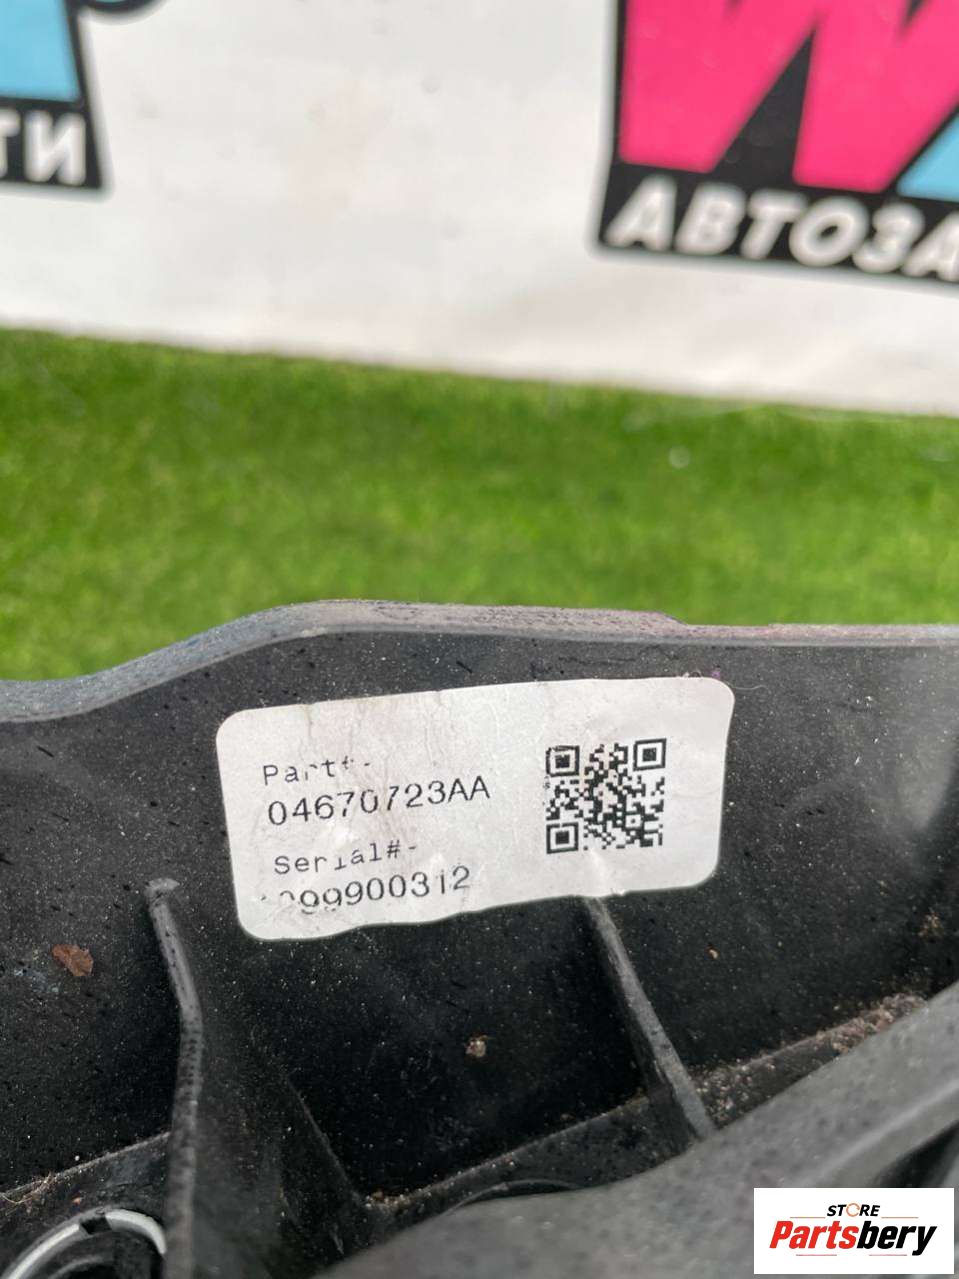 ТИ
АВТОЗА
Part#-
04670723AA
Serial#-
STORE
Partsbery